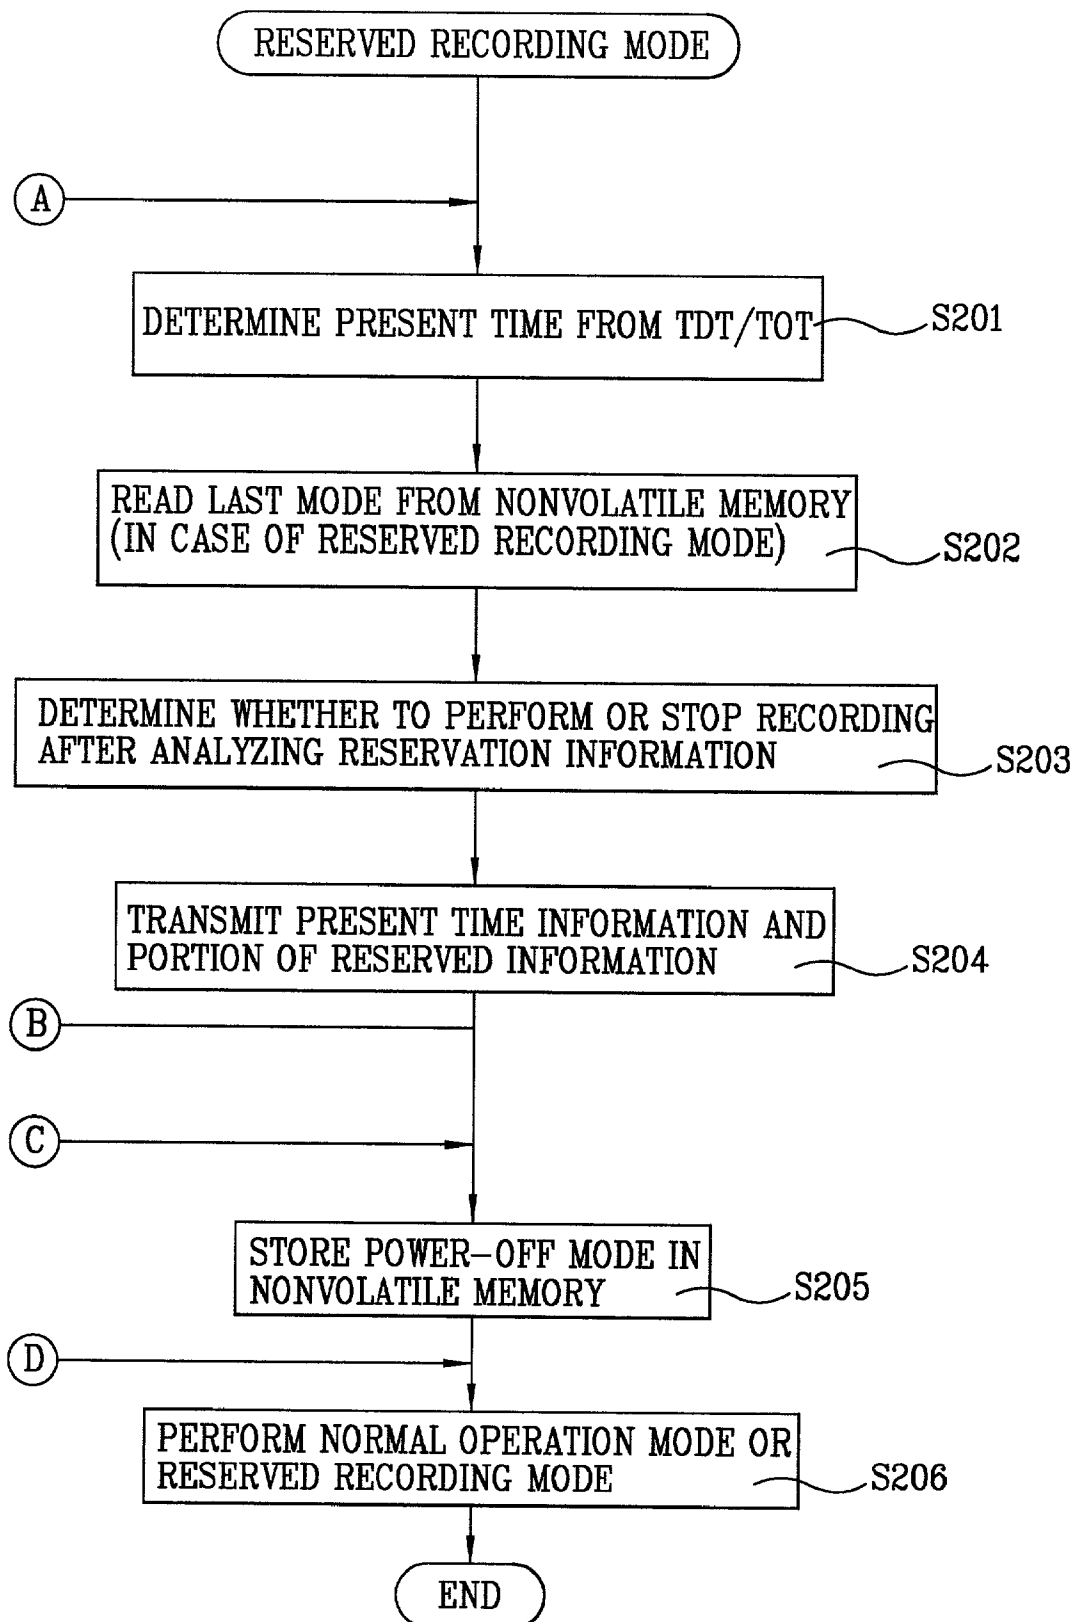 RESERVED RECORDING MODE
A
DETERMINE PRESENT TIME FROM TDT/TOT
S201
READ LAST MODE FROM NONVOLATILE MEMORY
(IN CASE OF RESERVED RECORDING MODE)
S202
DETERMINE WHETHER TO PERFORM OR STOP RECORDING
AFTER ANALYZING RESERVATION INFORMATION
S203
TRANSMIT PRESENT TIME INFORMATION AND
PORTION OF RESERVED INFORMATION
S204
B
C
STORE POWER-OFF MODE IN
NONVOLATILE MEMORY
S205
D
PERFORM NORMAL OPERATION MODE OR
RESERVED RECORDING MODE
S206
END